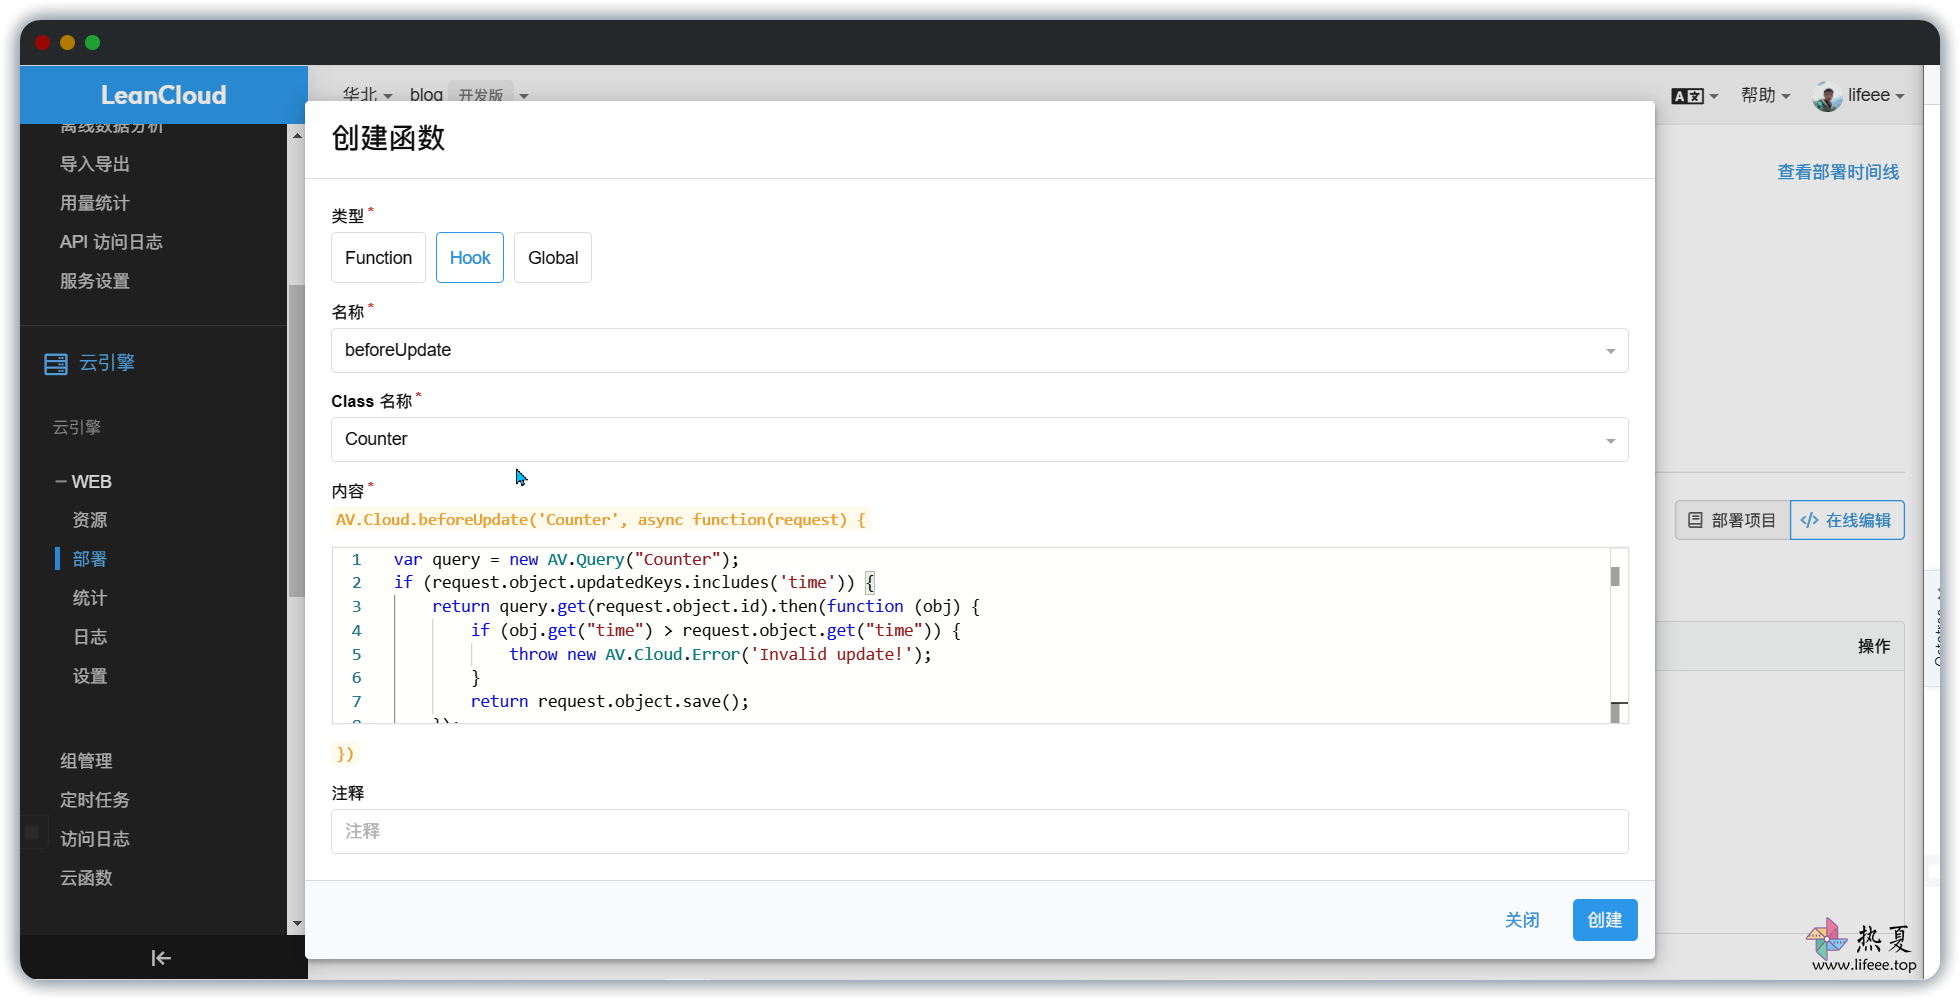 LeanCloud
华北
blog
开发版
帮助
lifeee
离线数据分析
导入导出
用量统计
API 访问日志
服务设置
云引擎
云引擎
WEB
资源
部署
统计
日志
设置
组管理
定时任务
访问日志
云函数
创建函数
类型*
Function
Hook
Global
名称*
beforeUpdate
Class 名称*
Counter
内容*
AV.Cloud.beforeUpdate('Counter', async function(request) {
1 var query = new AV.Query("Counter");
2 if (request.object.updatedKeys.includes('time')) {
3 return query.get(request.object.id).then(function (obj) {
4 if (obj.get("time") > request.object.get("time")) {
5 throw new AV.Cloud.Error('Invalid update!');
6 }
7 return request.object.save();
8 });
})
注释
注释
关闭
创建
查看部署时间线
部署项目
</> 在线编辑
操作
热夏
www.lifeee.top